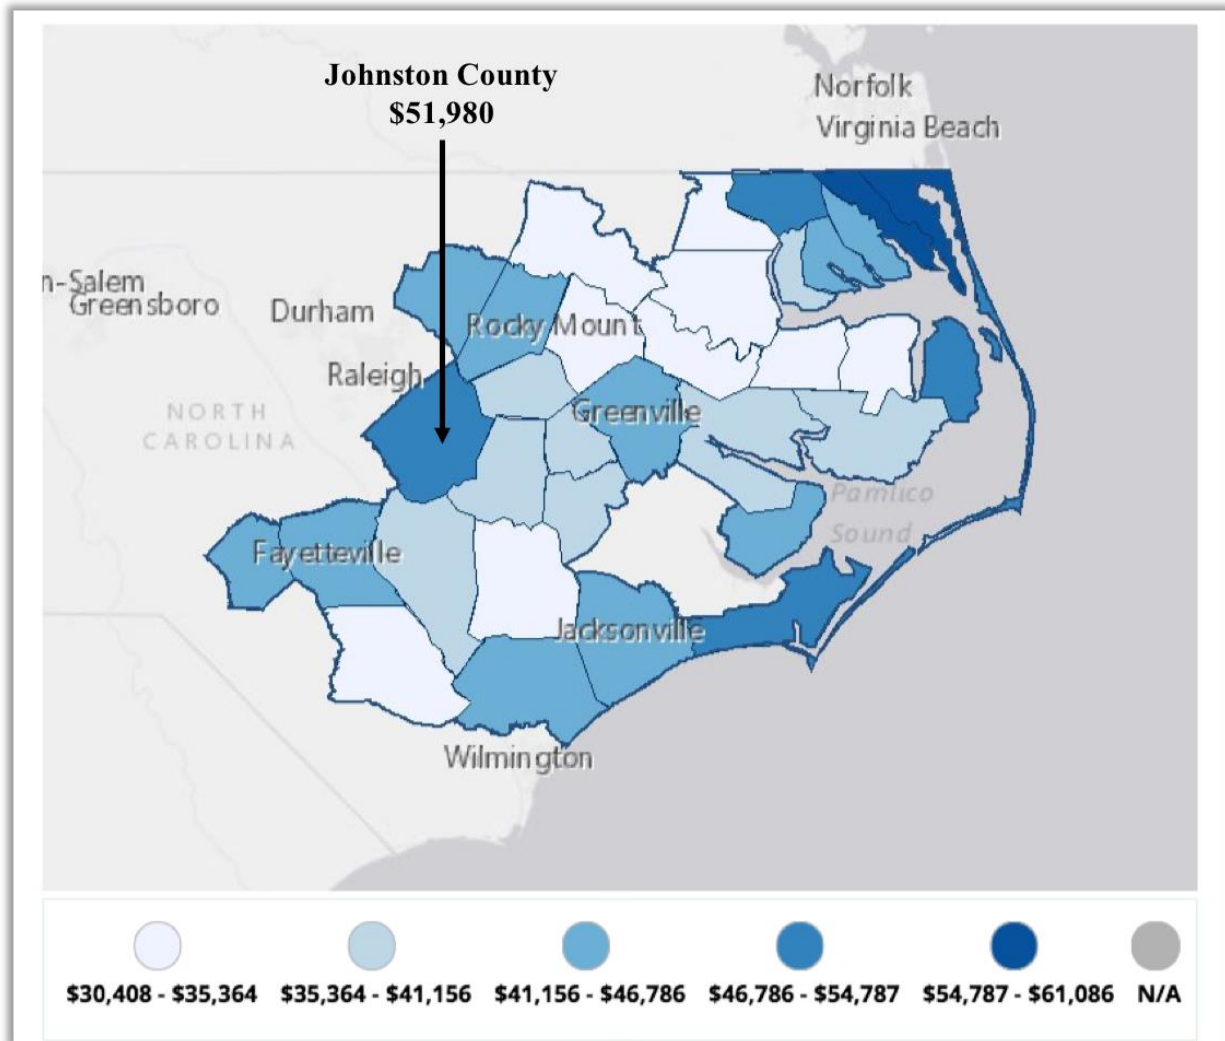 Johnston County
$51,980
Norfolk
Virginia Beach
n-Salem
Greensboro
Durham
Rocky Mount
Raleigh
NORTH
CAROLINA
Greenville
Pamlico
Sound
Fayetteville
Jacksonville
Wilmington
$30,408 - $35,364
$35,364 - $41,156
$41,156 - $46,786
$46,786 - $54,787
$54,787 - $61,086
N/A